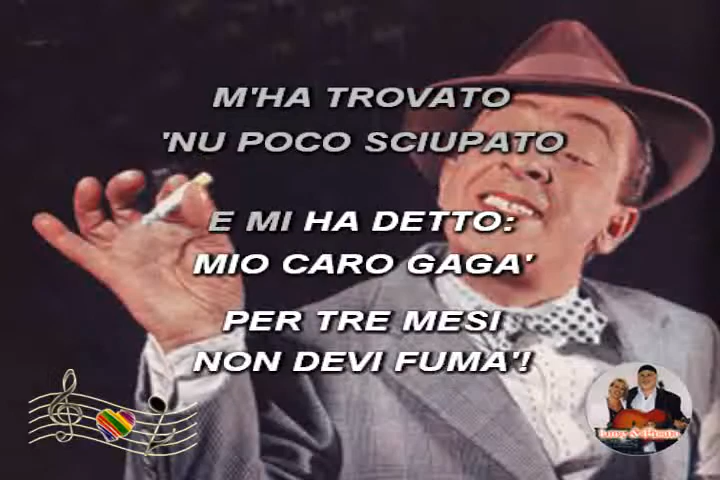 M'HA TROVATO
'NU POCO SCIUPATO
E MI HA DETTO:
MIO CARO GAGA'
PER TRE MESI
NON DEVI FUMA'!